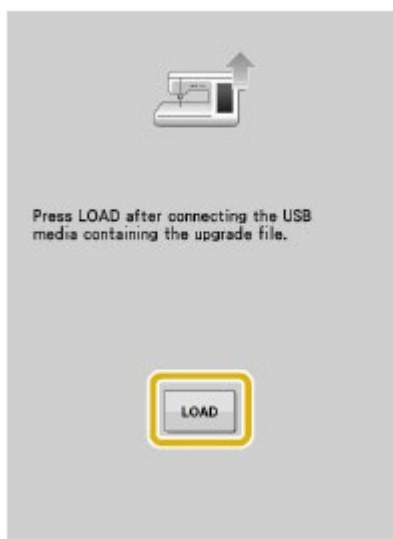 Press LOAD after connecting the USB
media containing the upgrade file.
LOAD